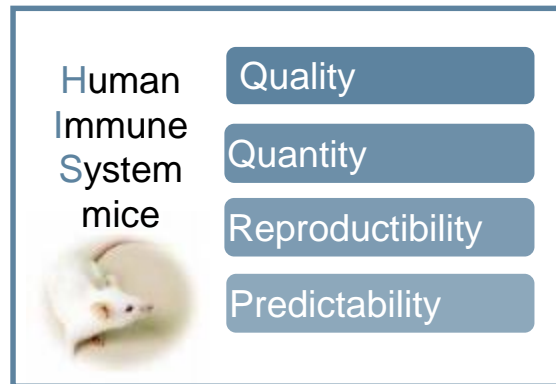 Human
Immune
System
mice
Quality
Quantity
Reproductibility
Predictability